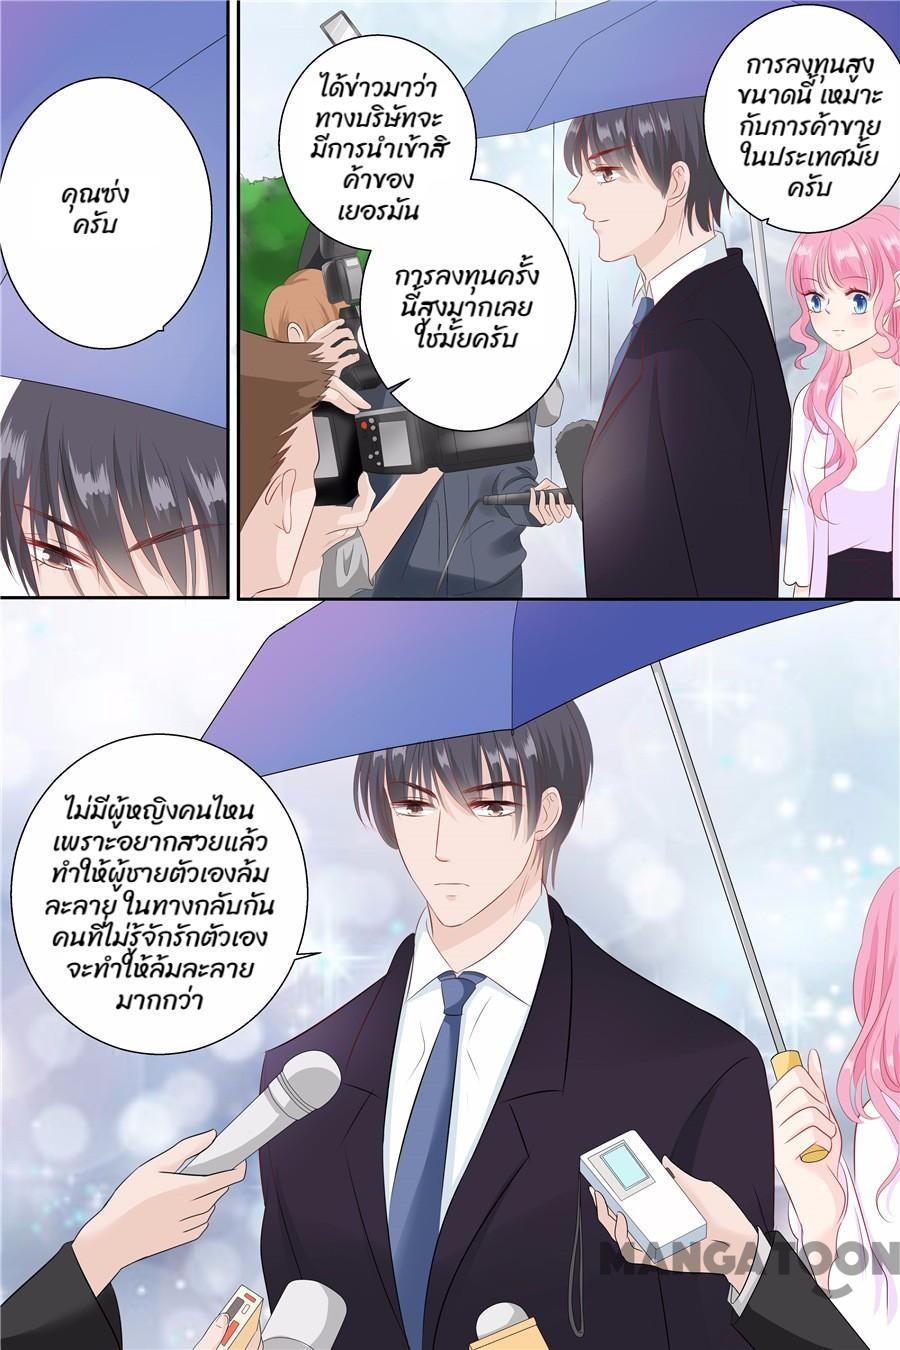 คุณซ่ง
ครับ
ได้ข่าวมาว่า
ทางบริษัทจะ
มีการนำเข้าสิ
ค้าของ
เยอรมัน
การลงทุนครั้ง
นี้สูงมากเลย
ใช่มั้ยครับ
การลงทุนสูง
ขนาดนี้ เหมาะ
กับการค้าขาย
ในประเทศมั้ย
ครับ
ไม่มีผู้หญิงคนไหน
เพราะอยากสวยแล้ว
ทำให้ผู้ชายตัวเองล้ม
ละลาย ในทางกลับกัน
คนที่ไม่รู้จักรักตัวเอง
จะทำให้ล้มละลาย
มากกว่า
MANGATOON